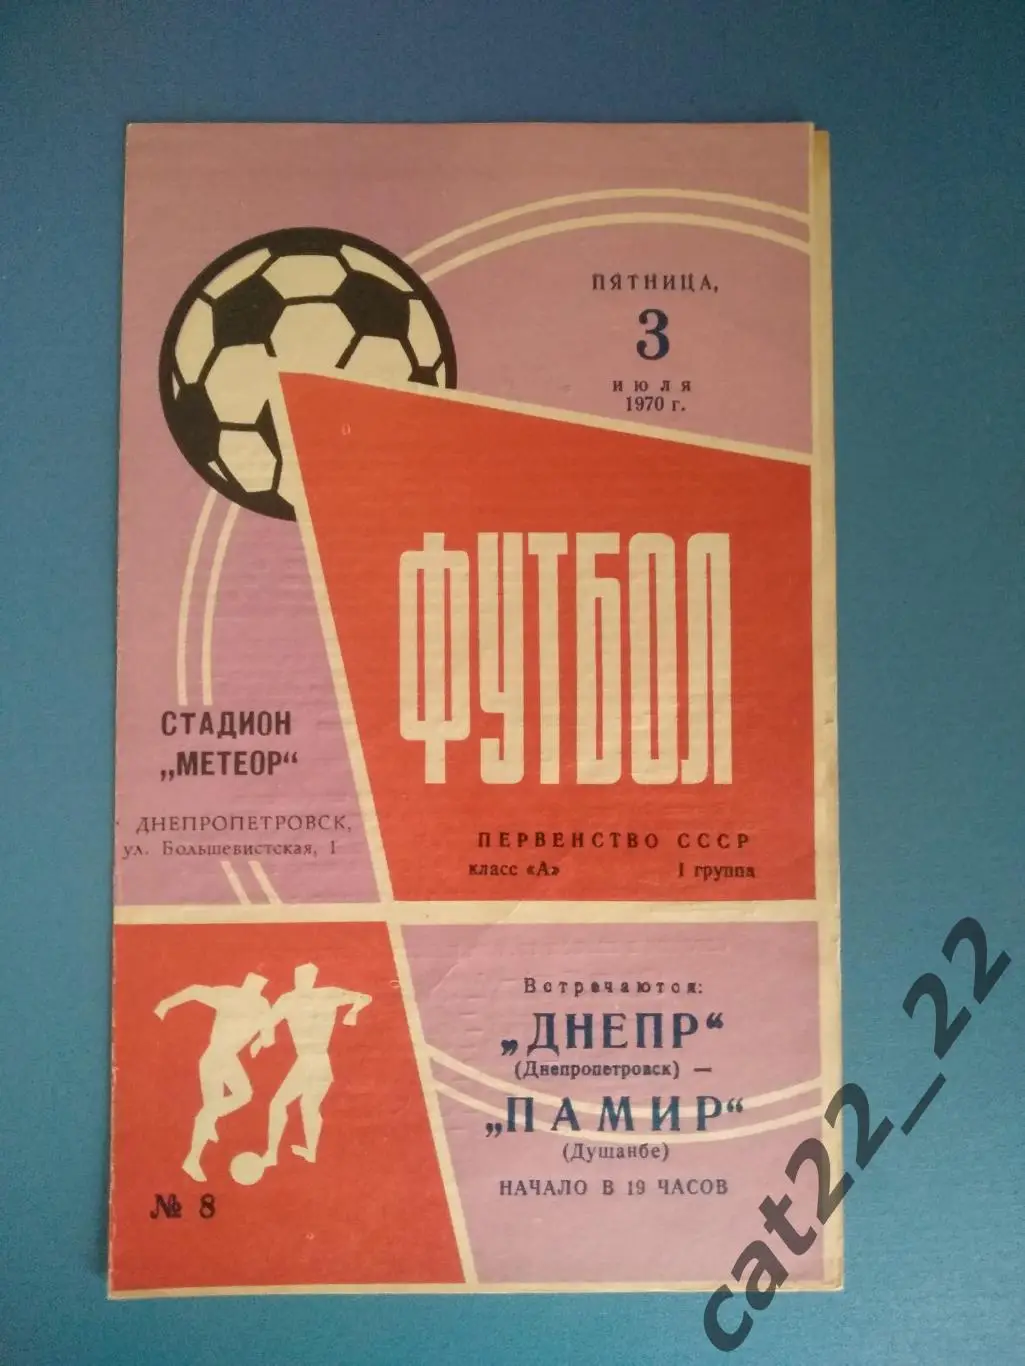 ПЯТНИЦА,
3
июля
1970 г.
ФУТБОЛ
СТАДИОН
„МЕТЕОР“
ДНЕПРОПЕТРОВСК,
ул. Большевистская, 1
ПЕРВЕНСТВО СССР
класс «А» I группа
Встречаются:
„ДНЕПР“
(Днепропетровск) —
„ПАМИР“
(Душанбе)
НАЧАЛО В 19 ЧАСОВ
№ 8
cat22_22